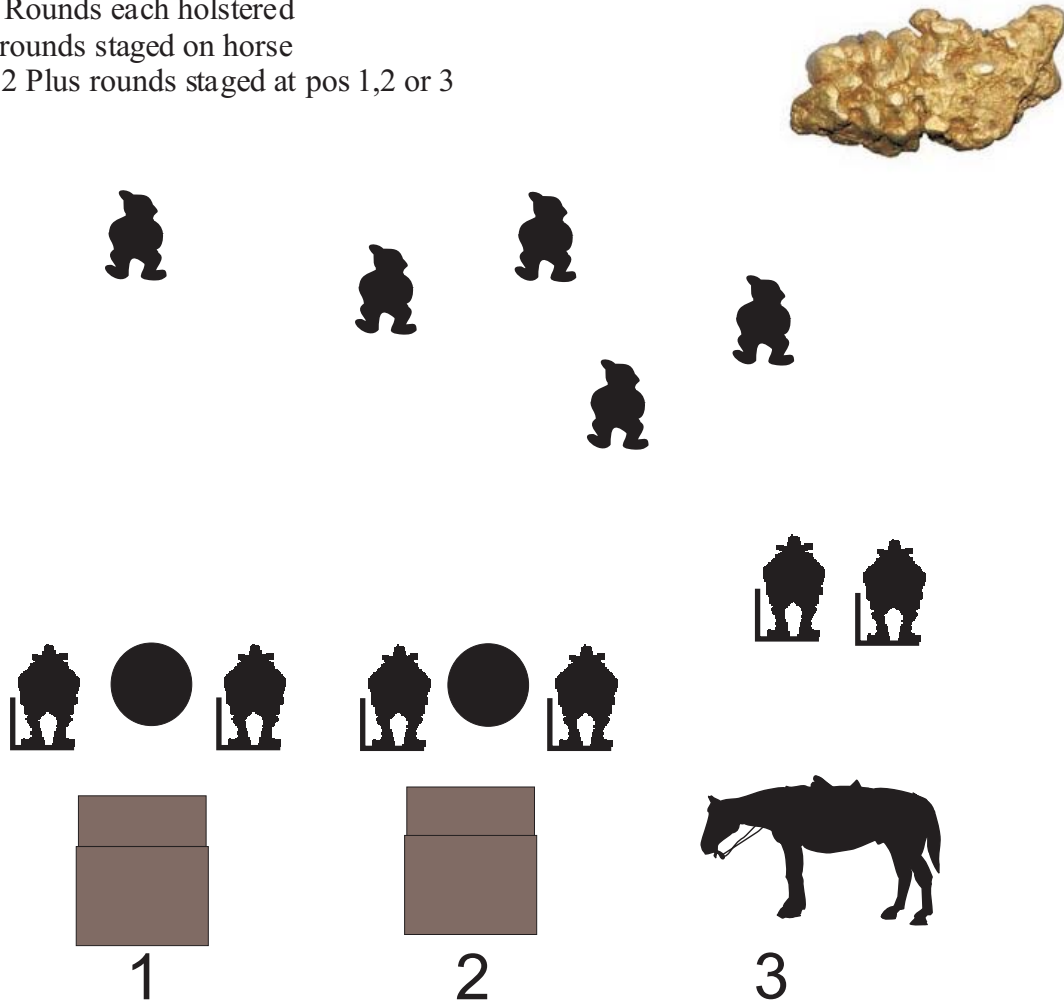 Rounds each holstered
rounds staged on horse
2 Plus rounds staged at pos 1,2 or 3
1 2 3